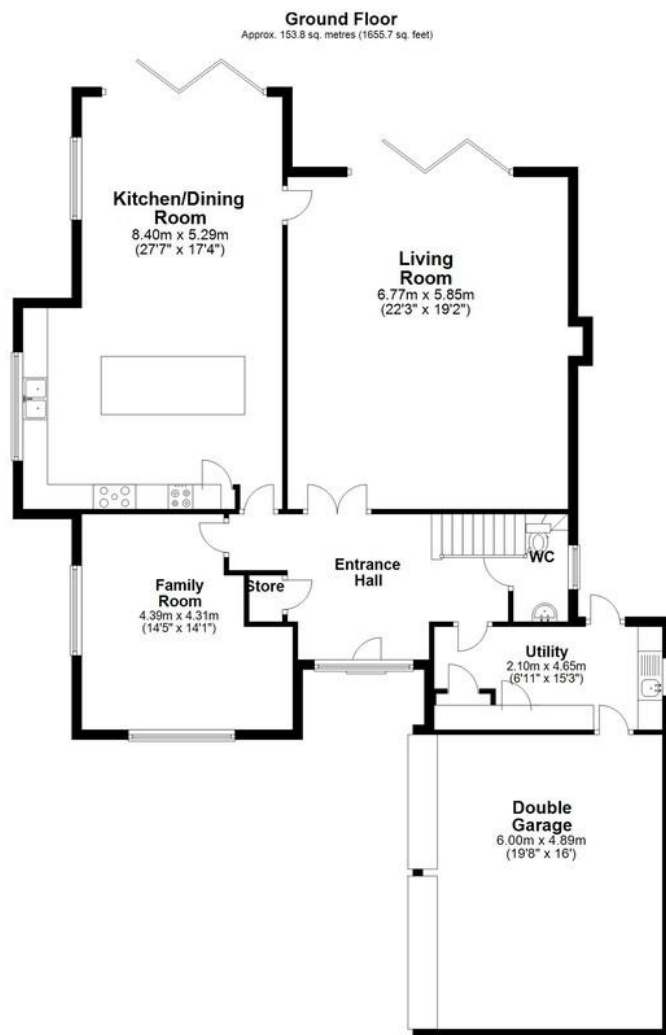 Ground Floor
Approx. 153.8 sq. metres (1655.7 sq. feet)
Kitchen/Dining
Room
8.40m x 5.29m
(27'7" x 17'4")
Living
Room
6.77m x 5.85m
(22'3" x 19'2")
Family
Room
4.39m x 4.31m
(14'5" x 14'1")
Store
Entrance
Hall
WC
Utility
2.10m x 4.65m
(6'11" x 15'3")
Double
Garage
6.00m x 4.89m
(19'8" x 16')